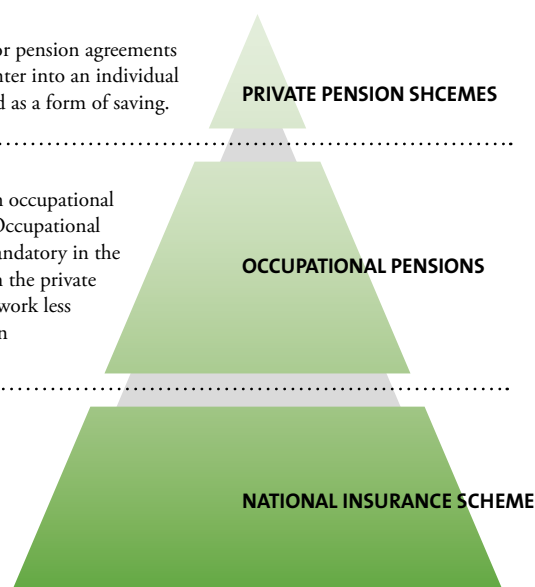 or pension agreements
nter into an individual
d as a form of saving.
PRIVATE PENSION SHCEMES
n occupational
Occupational
andatory in the
n the private
work less
n
OCCUPATIONAL PENSIONS
NATIONAL INSURANCE SCHEME